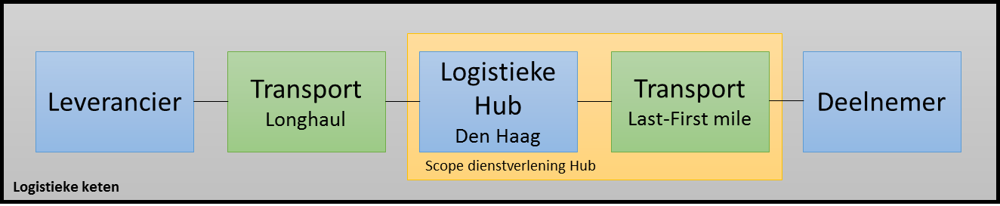 Leverancier
Transport
Longhaul
Logistieke
Hub
Den Haag
Transport
Last-First mile
Deelnemer
Scope dienstverlening Hub
Logistieke keten